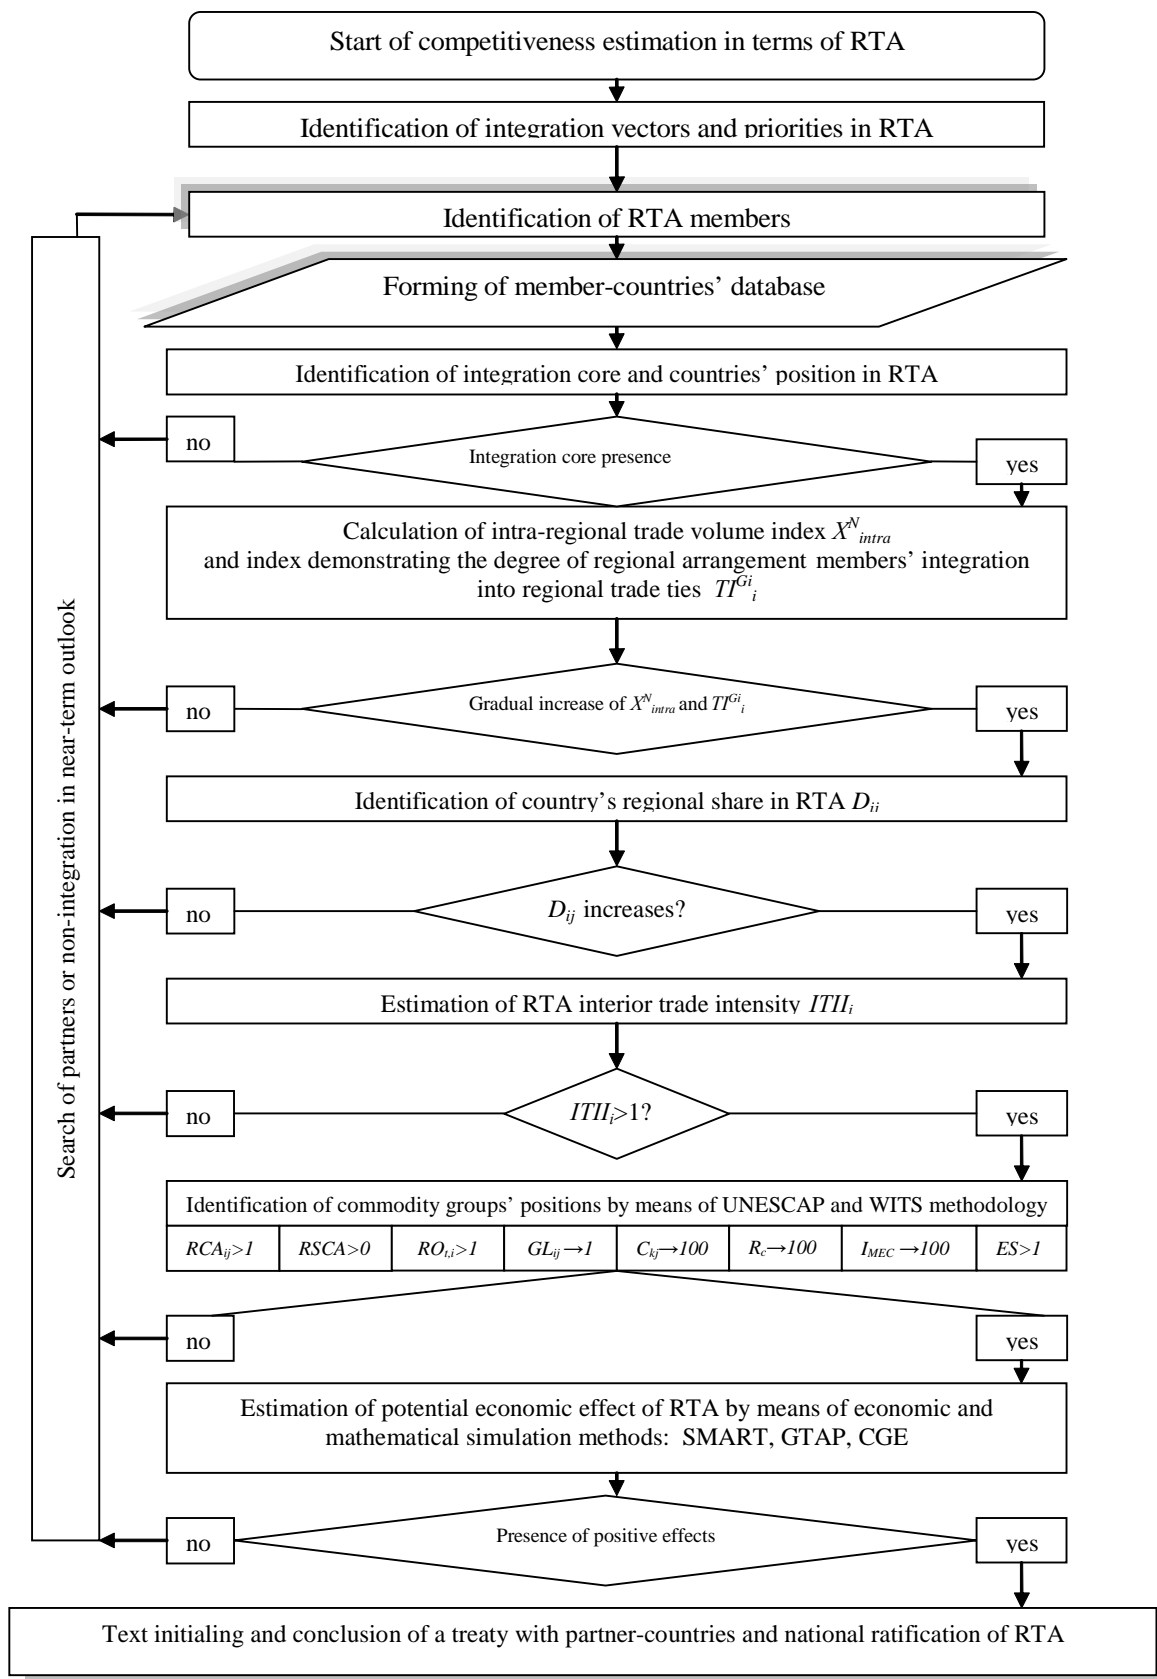 Start of competitiveness estimation in terms of RTA
Identification of integration vectors and priorities in RTA
Identification of RTA members
Forming of member-countries’ database
Identification of integration core and countries’ position in RTA
no
Integration core presence
yes
Calculation of intra-regional trade volume index X^N_intra
and index demonstrating the degree of regional arrangement members’ integration
into regional trade ties TI^Gi_i
no
Gradual increase of X^N_intra and TI^Gi_i
yes
Identification of country’s regional share in RTA D_ij
no
D_ij increases?
yes
Estimation of RTA interior trade intensity ITII_i
no
ITII_i>1?
yes
Identification of commodity groups’ positions by means of UNESCAP and WITS methodology
RCA_ij>1 RSCA>0 RO_t,i>1 GL_ij→1 C_kj→100 R_c→100 I_MEC→100 ES>1
no
yes
Estimation of potential economic effect of RTA by means of economic and
mathematical simulation methods: SMART, GTAP, CGE
no
Presence of positive effects
yes
Text initialing and conclusion of a treaty with partner-countries and national ratification of RTA
Search of partners or non-integration in near-term outlook